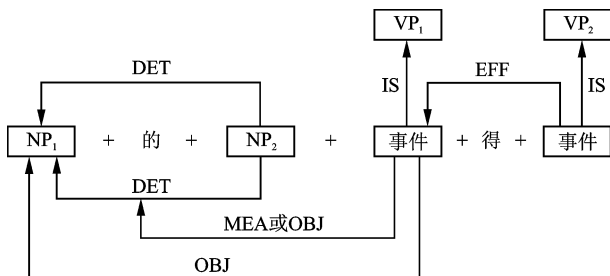 VP₁ VP₂
DET IS EFF IS
NP₁ + 的 + NP₂ + 事件 + 得 + 事件
DET
MEA或OBJ
OBJ